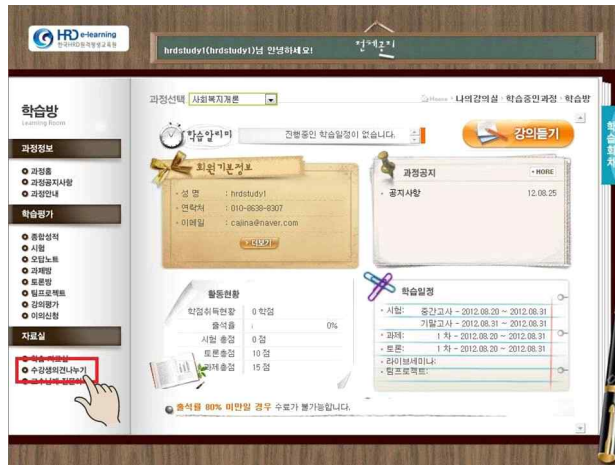 HRD e-learning
한국HRD원격평생교육원
hrdstudy1(hrdstudy1)님 안녕하세요!
학습방
Learning Room
과정선택 사회복지개론
Home · 나의강의실 · 학습중인과정 · 학습방
학습알리미
진행중인 학습일정이 없습니다.
강의듣기
학습회차
과정정보
과정홈
과정공지사항
과정안내
학습평가
종합성적
시험
오답노트
과제방
토론방
팀프로젝트
강의평가
이의신청
자료실
학습 자료실
수강생의견나누기
회원기본정보
성 명 : hrdstudy1
연락처 : 010-8638-8307
이메일 : cajina@naver.com
더보기
과정공지
MORE
공지사항 12.08.25
활동현황
학점취득현황 0 학점
출석률 0%
시험 총점 0 점
토론총점 10 점
과제총점 15 점
학습일정
시험: 중간고사 - 2012.08.20 ~ 2012.08.31
기말고사 - 2012.08.31 ~ 2012.08.31
과제: 1 차 - 2012.08.20 ~ 2012.08.31
토론: 1 차 - 2012.08.20 ~ 2012.08.31
라이브세미나:
팀프로젝트:
출석률 80% 미만일 경우 수료가 불가능합니다.